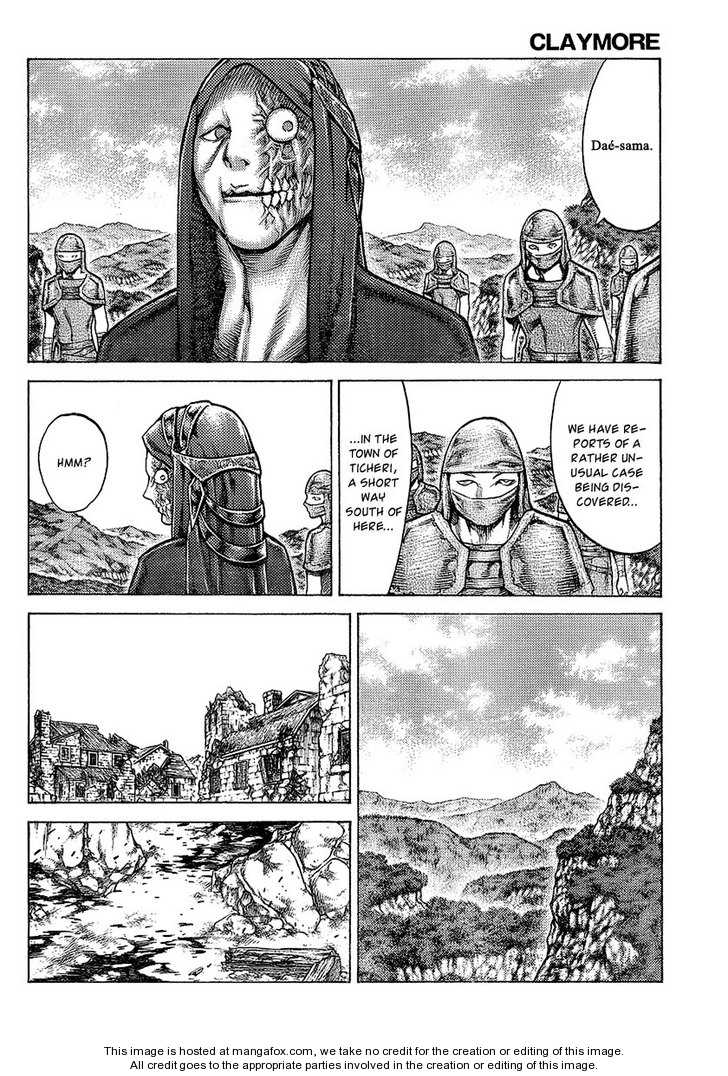 CLAYMORE
Daé-sama.
WE HAVE RE-
PORTS OF A
RATHER UN-
USUAL CASE
BEING DIS-
COVERED...
...IN THE
TOWN OF
TICHERI,
A SHORT
WAY
SOUTH OF
HERE...
HMM?
This image is hosted at mangafox.com, we take no credit for the creation or editing of this image.
All credit goes to the appropriate parties involved in the creation or editing of this image.